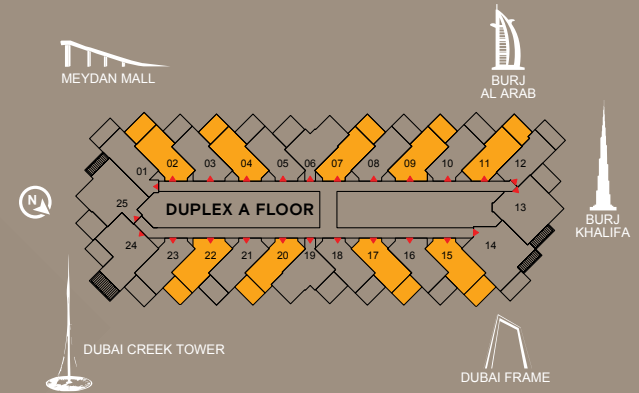 MEYDAN MALL
BURJ
AL ARAB
01 02 03 04 05 06 07 08 09 10 11 12
25 DUPLEX A FLOOR 13
N
BURJ
KHALIFA
24 23 22 21 20 19 18 17 16 15 14
DUBAI CREEK TOWER
DUBAI FRAME